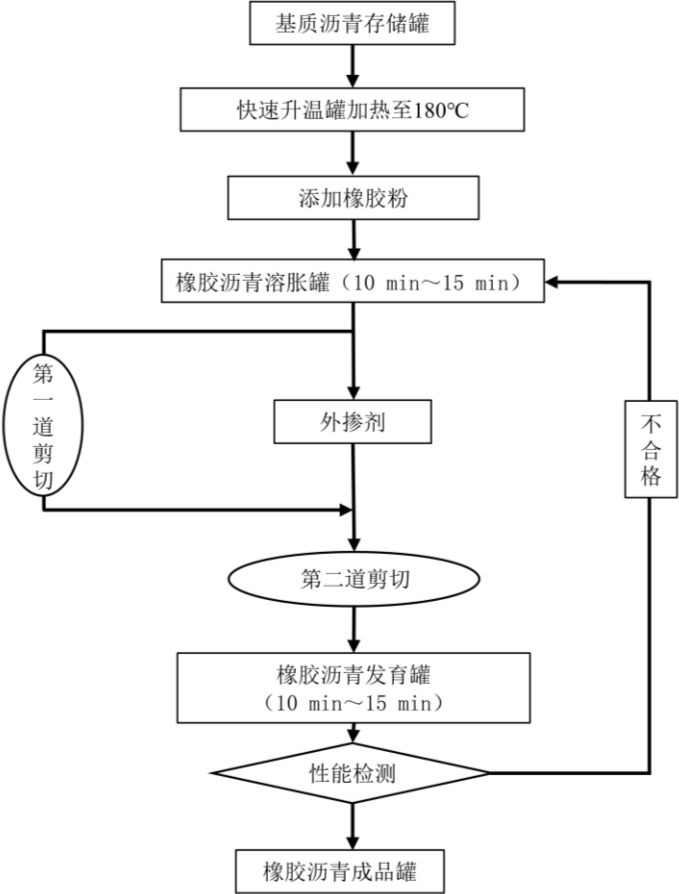 基质沥青存储罐
快速升温罐加热至180℃
添加橡胶粉
橡胶沥青溶胀罐（10 min～15 min）
第一道剪切
外掺剂
不合格
第二道剪切
橡胶沥青发育罐
（10 min～15 min）
性能检测
橡胶沥青成品罐